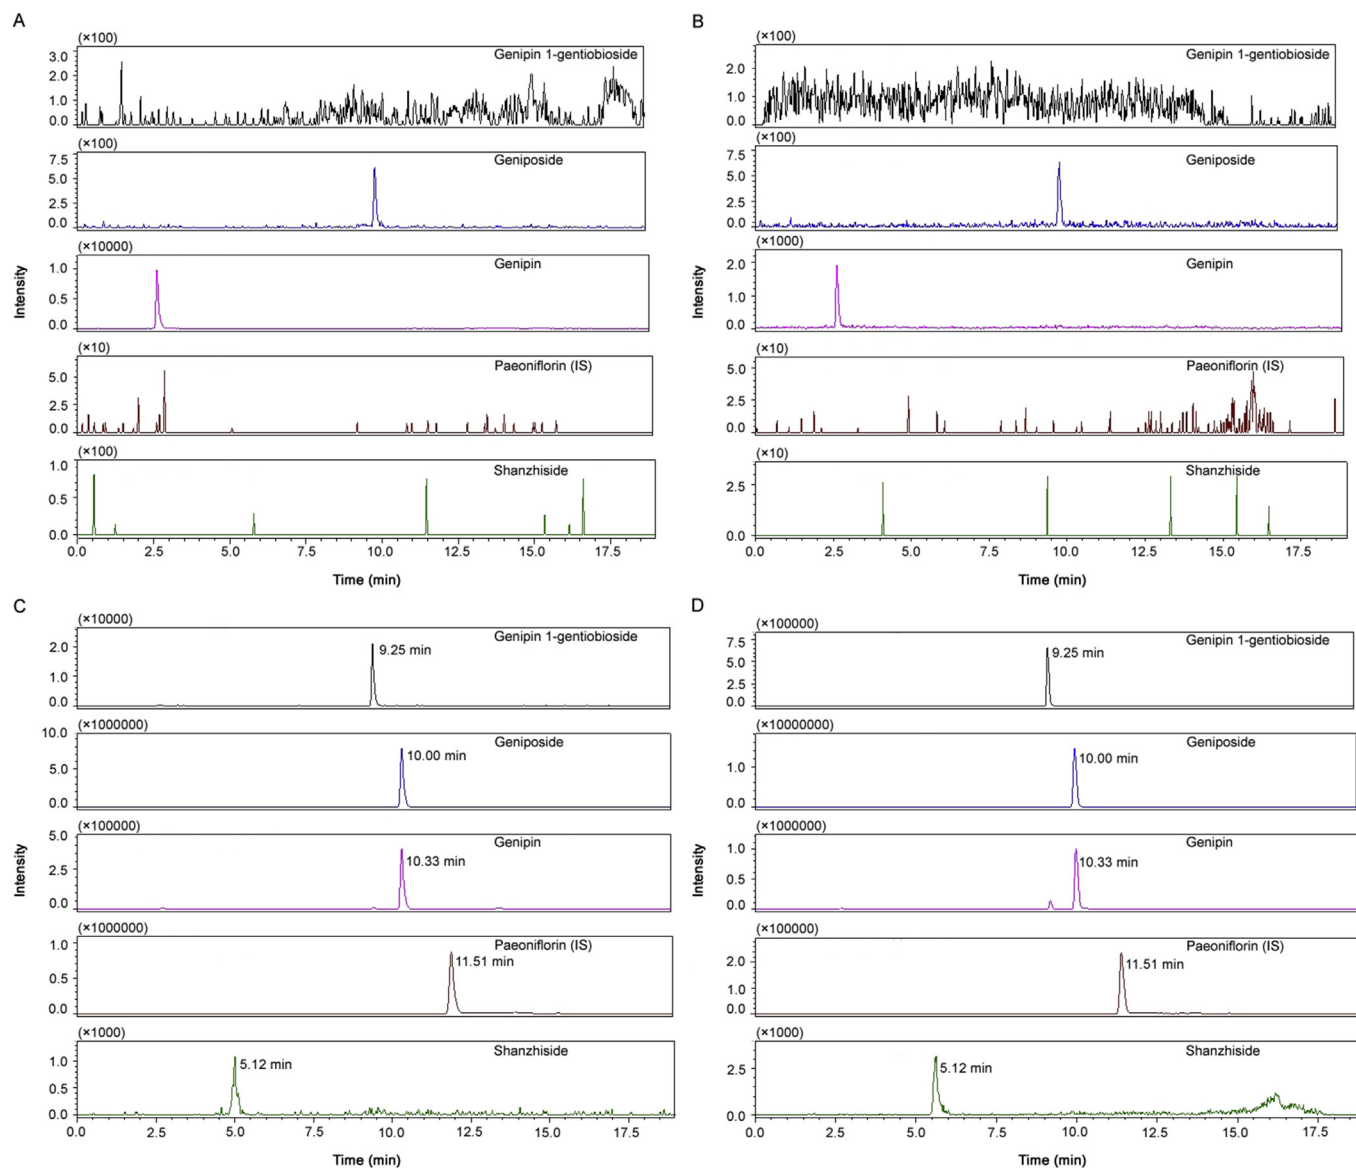 A
(×100)
Genipin 1-gentiobioside
3.0
2.0
1.0
0.0
(×100)
Geniposide
7.5
5.0
2.5
0.0
(×10000)
Genipin
1.0
0.5
0.0
(×10)
Paeoniflorin (IS)
5.0
2.5
0.0
(×100)
Shanzhiside
1.0
0.5
0.0
0.0 2.5 5.0 7.5 10.0 12.5 15.0 17.5
Intensity
Time (min)
B
(×100)
Genipin 1-gentiobioside
2.0
1.0
0.0
(×100)
Geniposide
7.5
5.0
2.5
0.0
(×1000)
Genipin
2.0
1.0
0.0
(×10)
Paeoniflorin (IS)
5.0
2.5
0.0
(×10)
Shanzhiside
2.5
0.0
0.0 2.5 5.0 7.5 10.0 12.5 15.0 17.5
Intensity
Time (min)
C
(×10000)
Genipin 1-gentiobioside
9.25 min
2.0
1.0
0.0
(×1000000)
Geniposide
10.00 min
10.0
5.0
0.0
(×100000)
Genipin
10.33 min
5.0
2.5
0.0
(×1000000)
Paeoniflorin (IS)
11.51 min
1.0
0.5
0.0
(×1000)
Shanzhiside
5.12 min
1.0
0.5
0.0
0.0 2.5 5.0 7.5 10.0 12.5 15.0 17.5
Intensity
Time (min)
D
(×100000)
Genipin 1-gentiobioside
9.25 min
7.5
5.0
2.5
0.0
(×10000000)
Geniposide
10.00 min
1.0
0.0
(×1000000)
Genipin
10.33 min
1.0
0.5
0.0
(×100000)
Paeoniflorin (IS)
11.51 min
2.0
1.0
0.0
(×1000)
Shanzhiside
5.12 min
2.5
0.0
0.0 2.5 5.0 7.5 10.0 12.5 15.0 17.5
Intensity
Time (min)